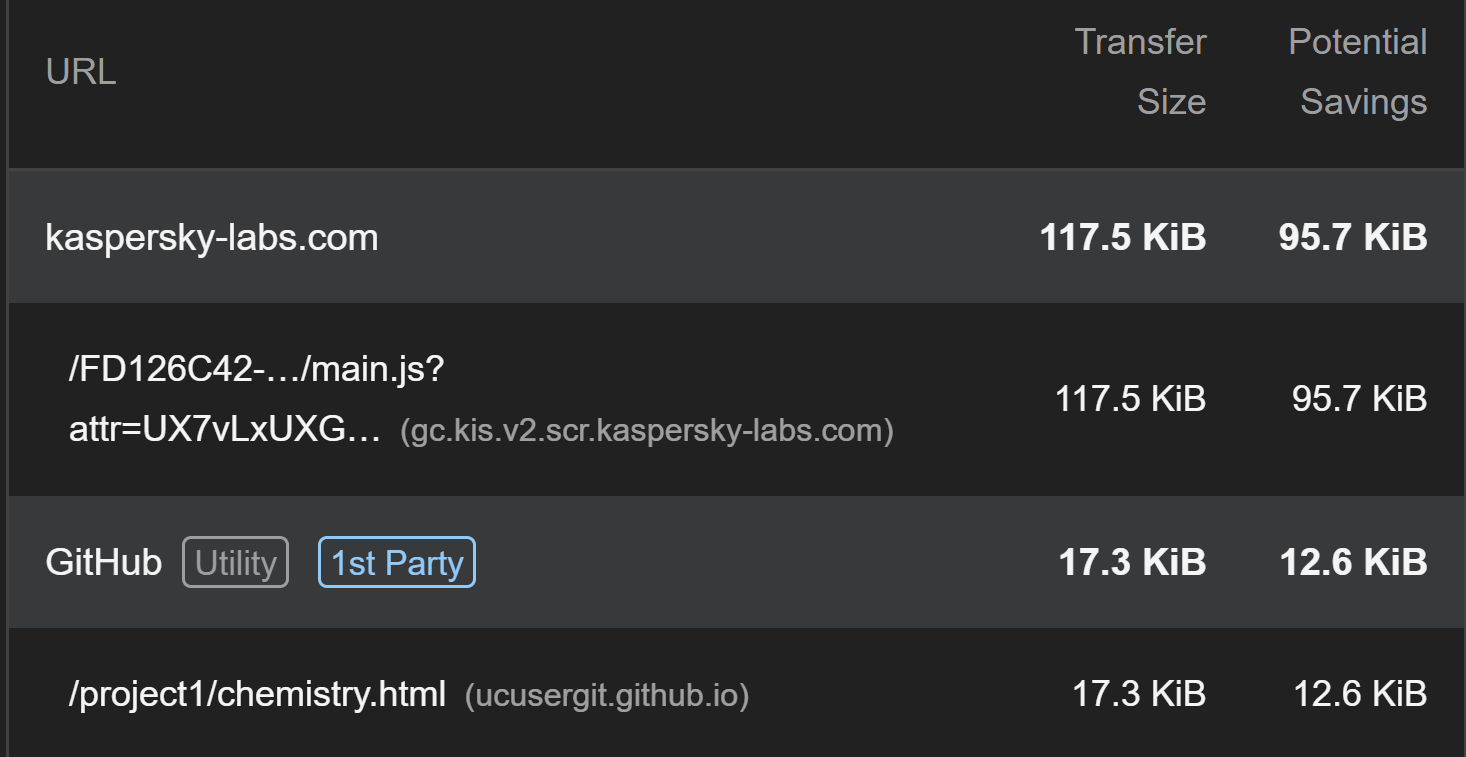 URL Transfer Size Potential Savings
kaspersky-labs.com 117.5 KiB 95.7 KiB
/FD126C42-…/main.js?
attr=UX7vLxUXG… (gc.kis.v2.scr.kaspersky-labs.com) 117.5 KiB 95.7 KiB
GitHub Utility 1st Party 17.3 KiB 12.6 KiB
/project1/chemistry.html (ucusergit.github.io) 17.3 KiB 12.6 KiB